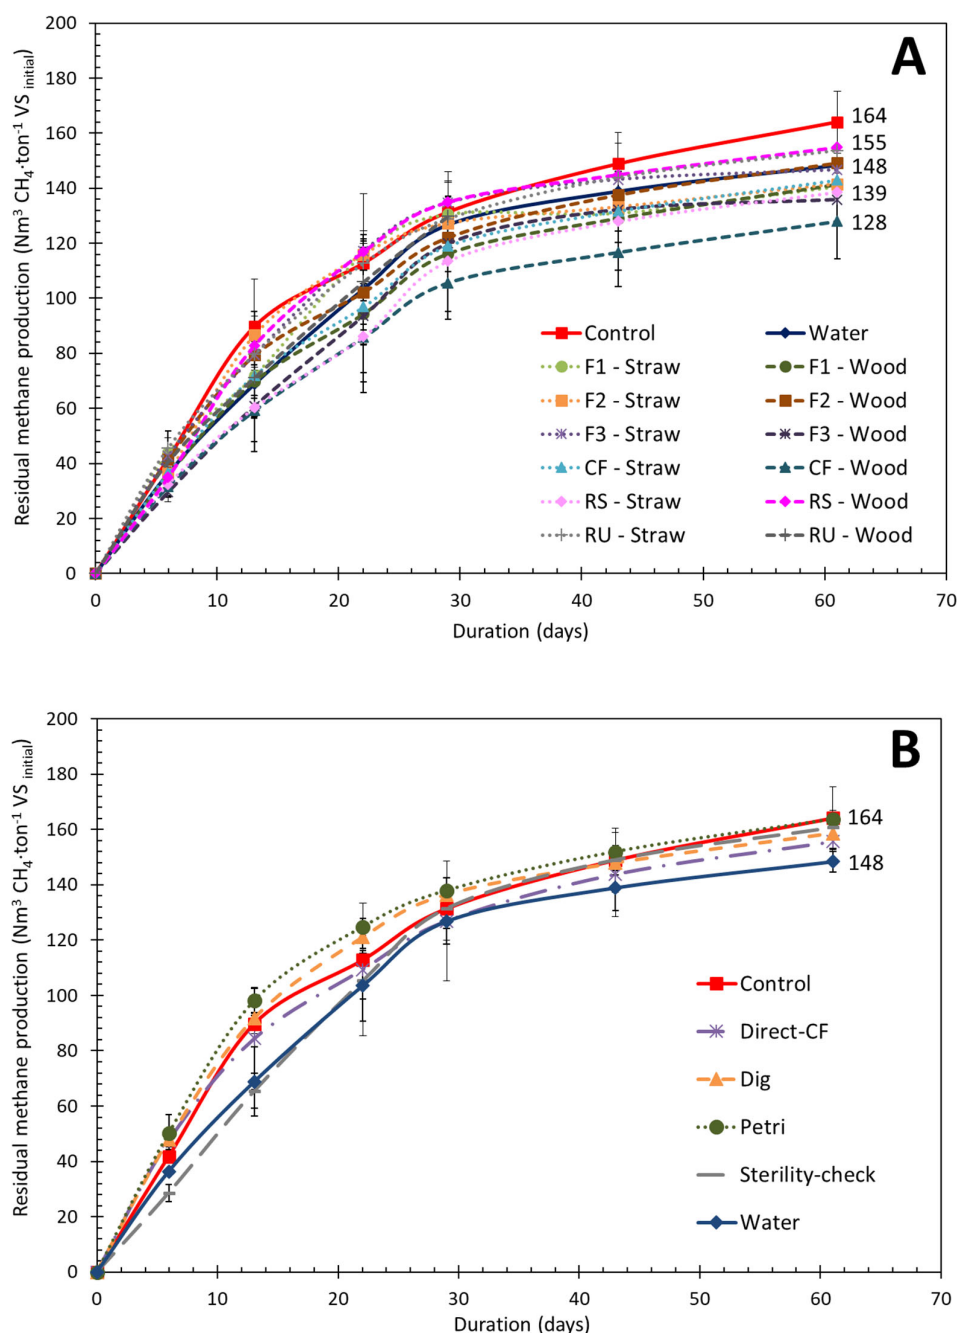 A
Residual methane production (Nm³ CH₄·ton⁻¹ VS initial)
200
180
160
140
120
100
80
60
40
20
0
164
155
148
139
128
Control Water
F1 - Straw F1 - Wood
F2 - Straw F2 - Wood
F3 - Straw F3 - Wood
CF - Straw CF - Wood
RS - Straw RS - Wood
RU - Straw RU - Wood
0 10 20 30 40 50 60 70
Duration (days)
B
Residual methane production (Nm³ CH₄·ton⁻¹ VS initial)
200
180
160
140
120
100
80
60
40
20
0
164
148
Control
Direct-CF
Dig
Petri
Sterility-check
Water
0 10 20 30 40 50 60 70
Duration (days)